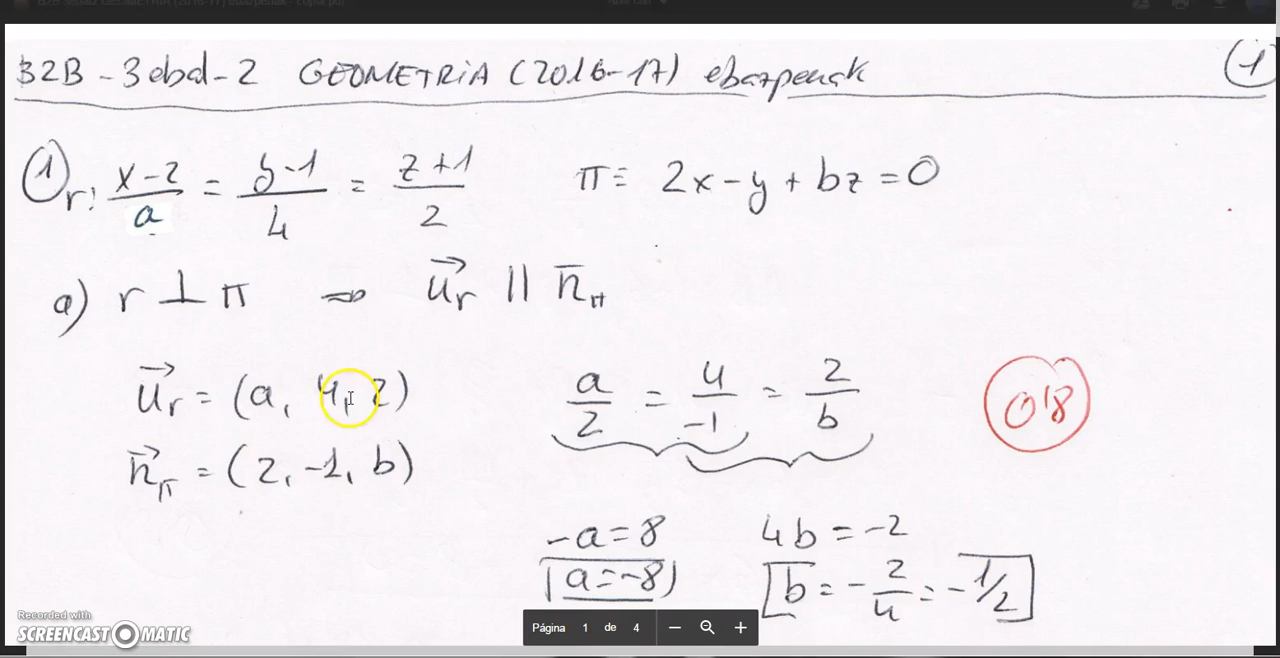 B2B - 3ebal - 2 GEOMETRIA (2016-17) ebazpenak 1
1 r: x-2/a = y-1/4 = z+1/2 π ≡ 2x - y + bz = 0
a) r ⊥ π ⇒ u⃗r || n̄π
u⃗r = (a, 4, 2) a/2 = 4/-1 = 2/b 0'8
n⃗π = (2, -1, b)
-a = 8 4b = -2
a = -8 b = -2/4 = -1/2
Recorded with
SCREENCAST O MATIC
Página 1 de 4 − +